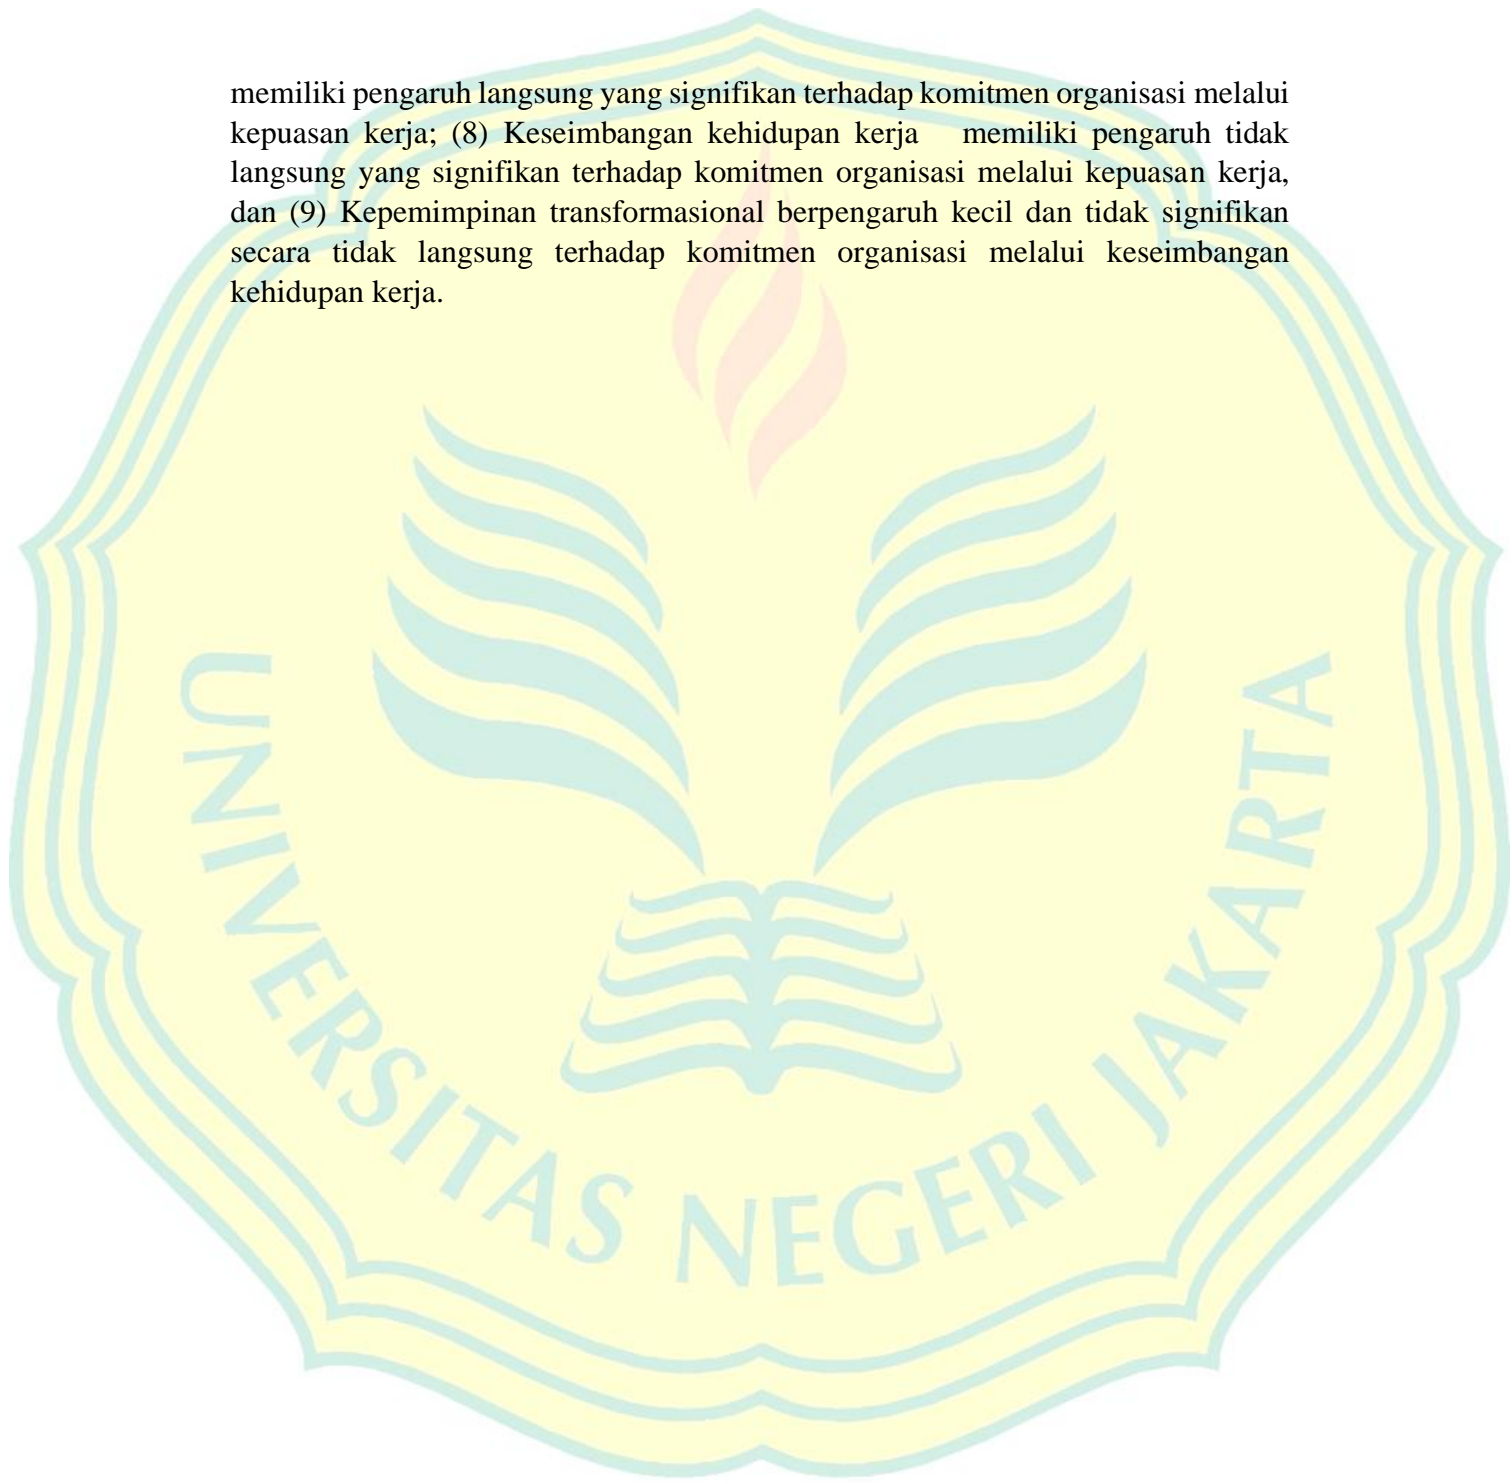 memiliki pengaruh langsung yang signifikan terhadap komitmen organisasi melalui
kepuasan kerja; (8) Keseimbangan kehidupan kerja memiliki pengaruh tidak
langsung yang signifikan terhadap komitmen organisasi melalui kepuasan kerja,
dan (9) Kepemimpinan transformasional berpengaruh kecil dan tidak signifikan
secara tidak langsung terhadap komitmen organisasi melalui keseimbangan
kehidupan kerja.
UNIVERSITAS NEGERI JAKARTA